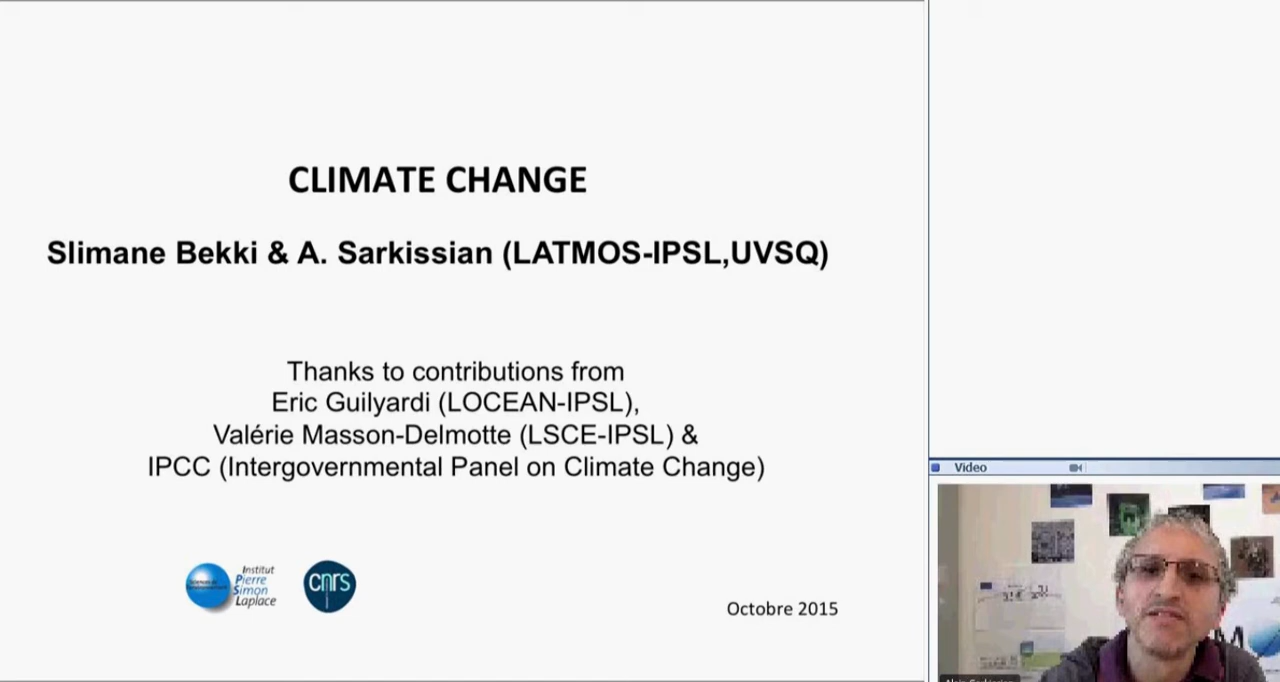 CLIMATE CHANGE
Slimane Bekki & A. Sarkissian (LATMOS-IPSL,UVSQ)
Thanks to contributions from
Eric Guilyardi (LOCEAN-IPSL),
Valérie Masson-Delmotte (LSCE-IPSL) &
IPCC (Intergovernmental Panel on Climate Change)
Institut
Pierre
Simon
Laplace
cnrs
Octobre 2015
Video